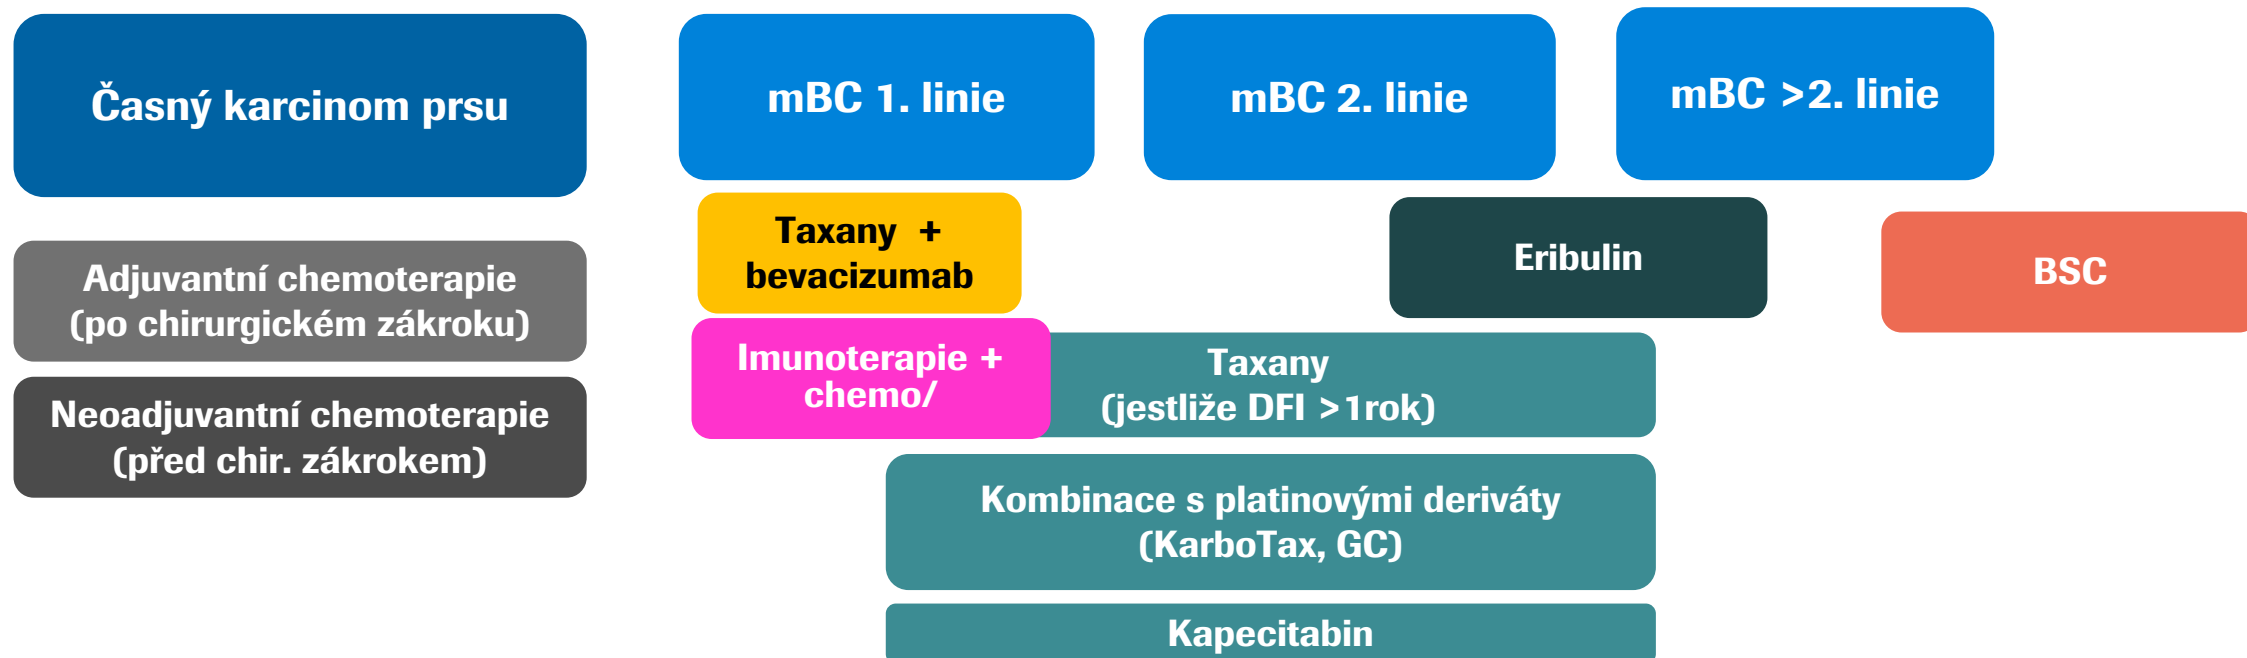 Časný karcinom prsu
mBC 1. linie
mBC 2. linie
mBC >2. linie
Adjuvantní chemoterapie
(po chirurgickém zákroku)
Neoadjuvantní chemoterapie
(před chir. zákrokem)
Taxany +
bevacizumab
Eribulin
BSC
Imunoterapie +
chemo/
Taxany
(jestliže DFI >1rok)
Kombinace s platinovými deriváty
(KarboTax, GC)
Kapecitabin